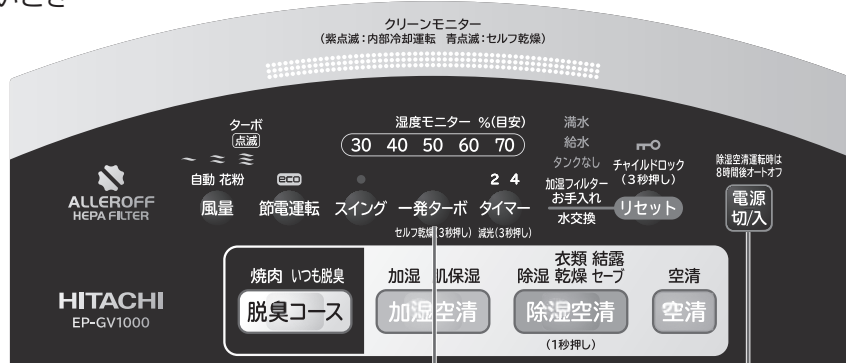 いとき
クリーンモニター
(紫点滅:内部冷却運転 青点滅:セルフ乾燥)
ターボ
点滅
湿度モニター %(目安)
30 40 50 60 70
満水
給水
タンクなし
チャイルドロック
(3秒押し)
除湿空清運転時は
8時間後オートオフ
ALLEROFF
HEPA FILTER
自動 花粉
eco
2 4
加湿フィルター
お手入れ
水交換
風量
節電運転
スイング
一発ターボ
タイマー
リセット
電源
切/入
セルフ乾燥(3秒押し)
減光(3秒押し)
HITACHI
EP-GV1000
焼肉 いつも脱臭
加湿 肌保湿
衣類 結露
除湿 乾燥 セーブ
空清
脱臭コース
加湿空清
除湿空清
空清
(1秒押し)